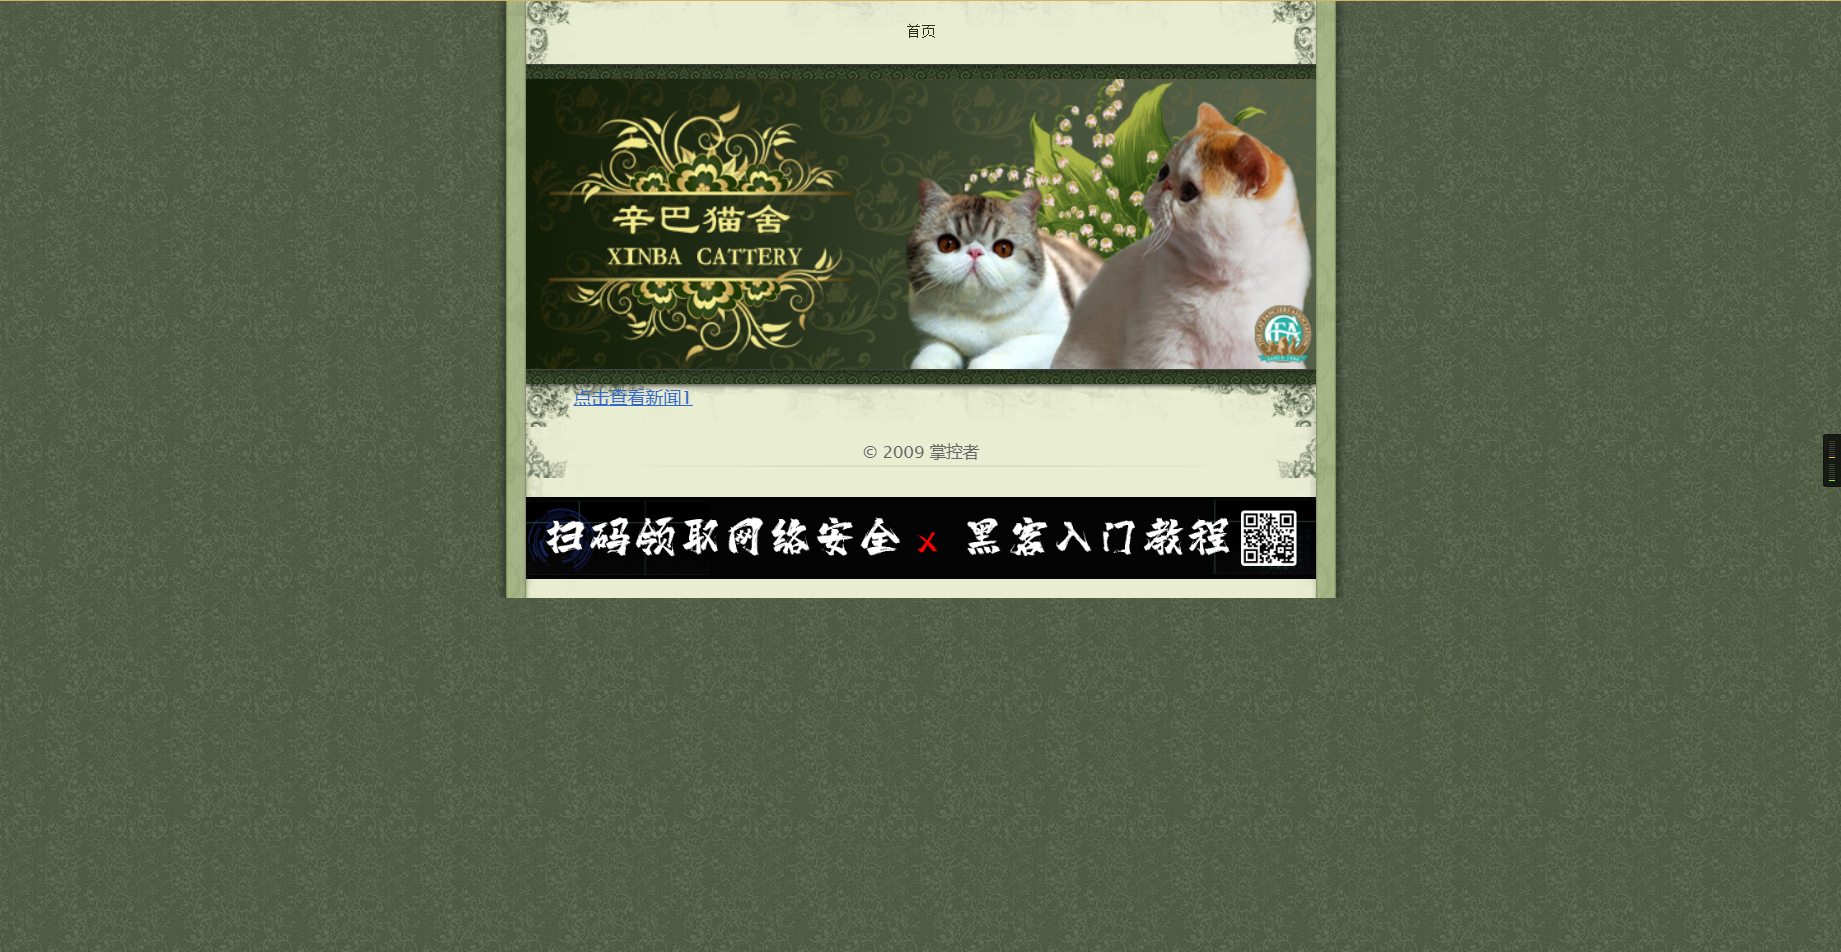 首页
辛巴猫舍
XINBA CATTERY
点击查看新闻1
© 2009 掌控者
扫码领取网络安全 x 黑客入门教程